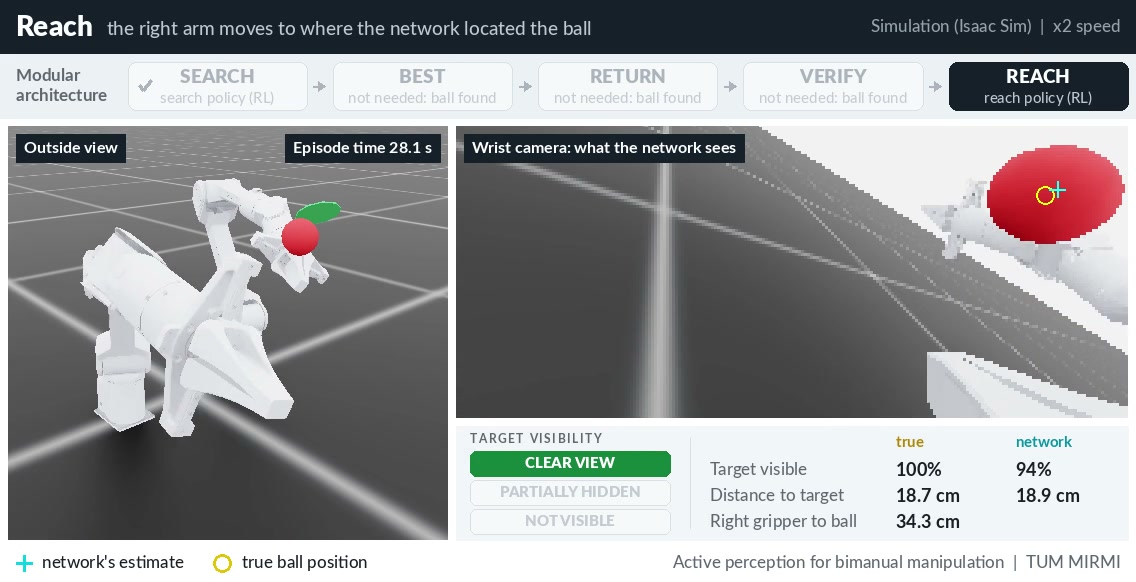 Reach the right arm moves to where the network located the ball
Simulation (Isaac Sim) | x2 speed
Modular
architecture
SEARCH
search policy (RL)
BEST
not needed: ball found
RETURN
not needed: ball found
VERIFY
not needed: ball found
REACH
reach policy (RL)
Outside view
Episode time 28.1 s
Wrist camera: what the network sees
TARGET VISIBILITY
CLEAR VIEW
PARTIALLY HIDDEN
NOT VISIBLE
true network
Target visible 100% 94%
Distance to target 18.7 cm 18.9 cm
Right gripper to ball 34.3 cm
network's estimate
true ball position
Active perception for bimanual manipulation | TUM MIRMI